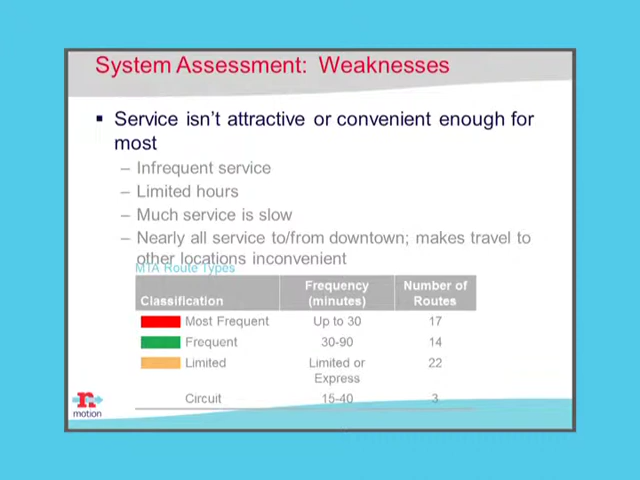 System Assessment:  Weaknesses
▪ Service isn't attractive or convenient enough for
most
– Infrequent service
– Limited hours
– Much service is slow
– Nearly all service to/from downtown; makes travel to
other locations inconvenient
MTA Route Types
Classification Frequency (minutes) Number of Routes
Most Frequent Up to 30 17
Frequent 30-90 14
Limited Limited or Express 22
Circuit 15-40 3
n
motion